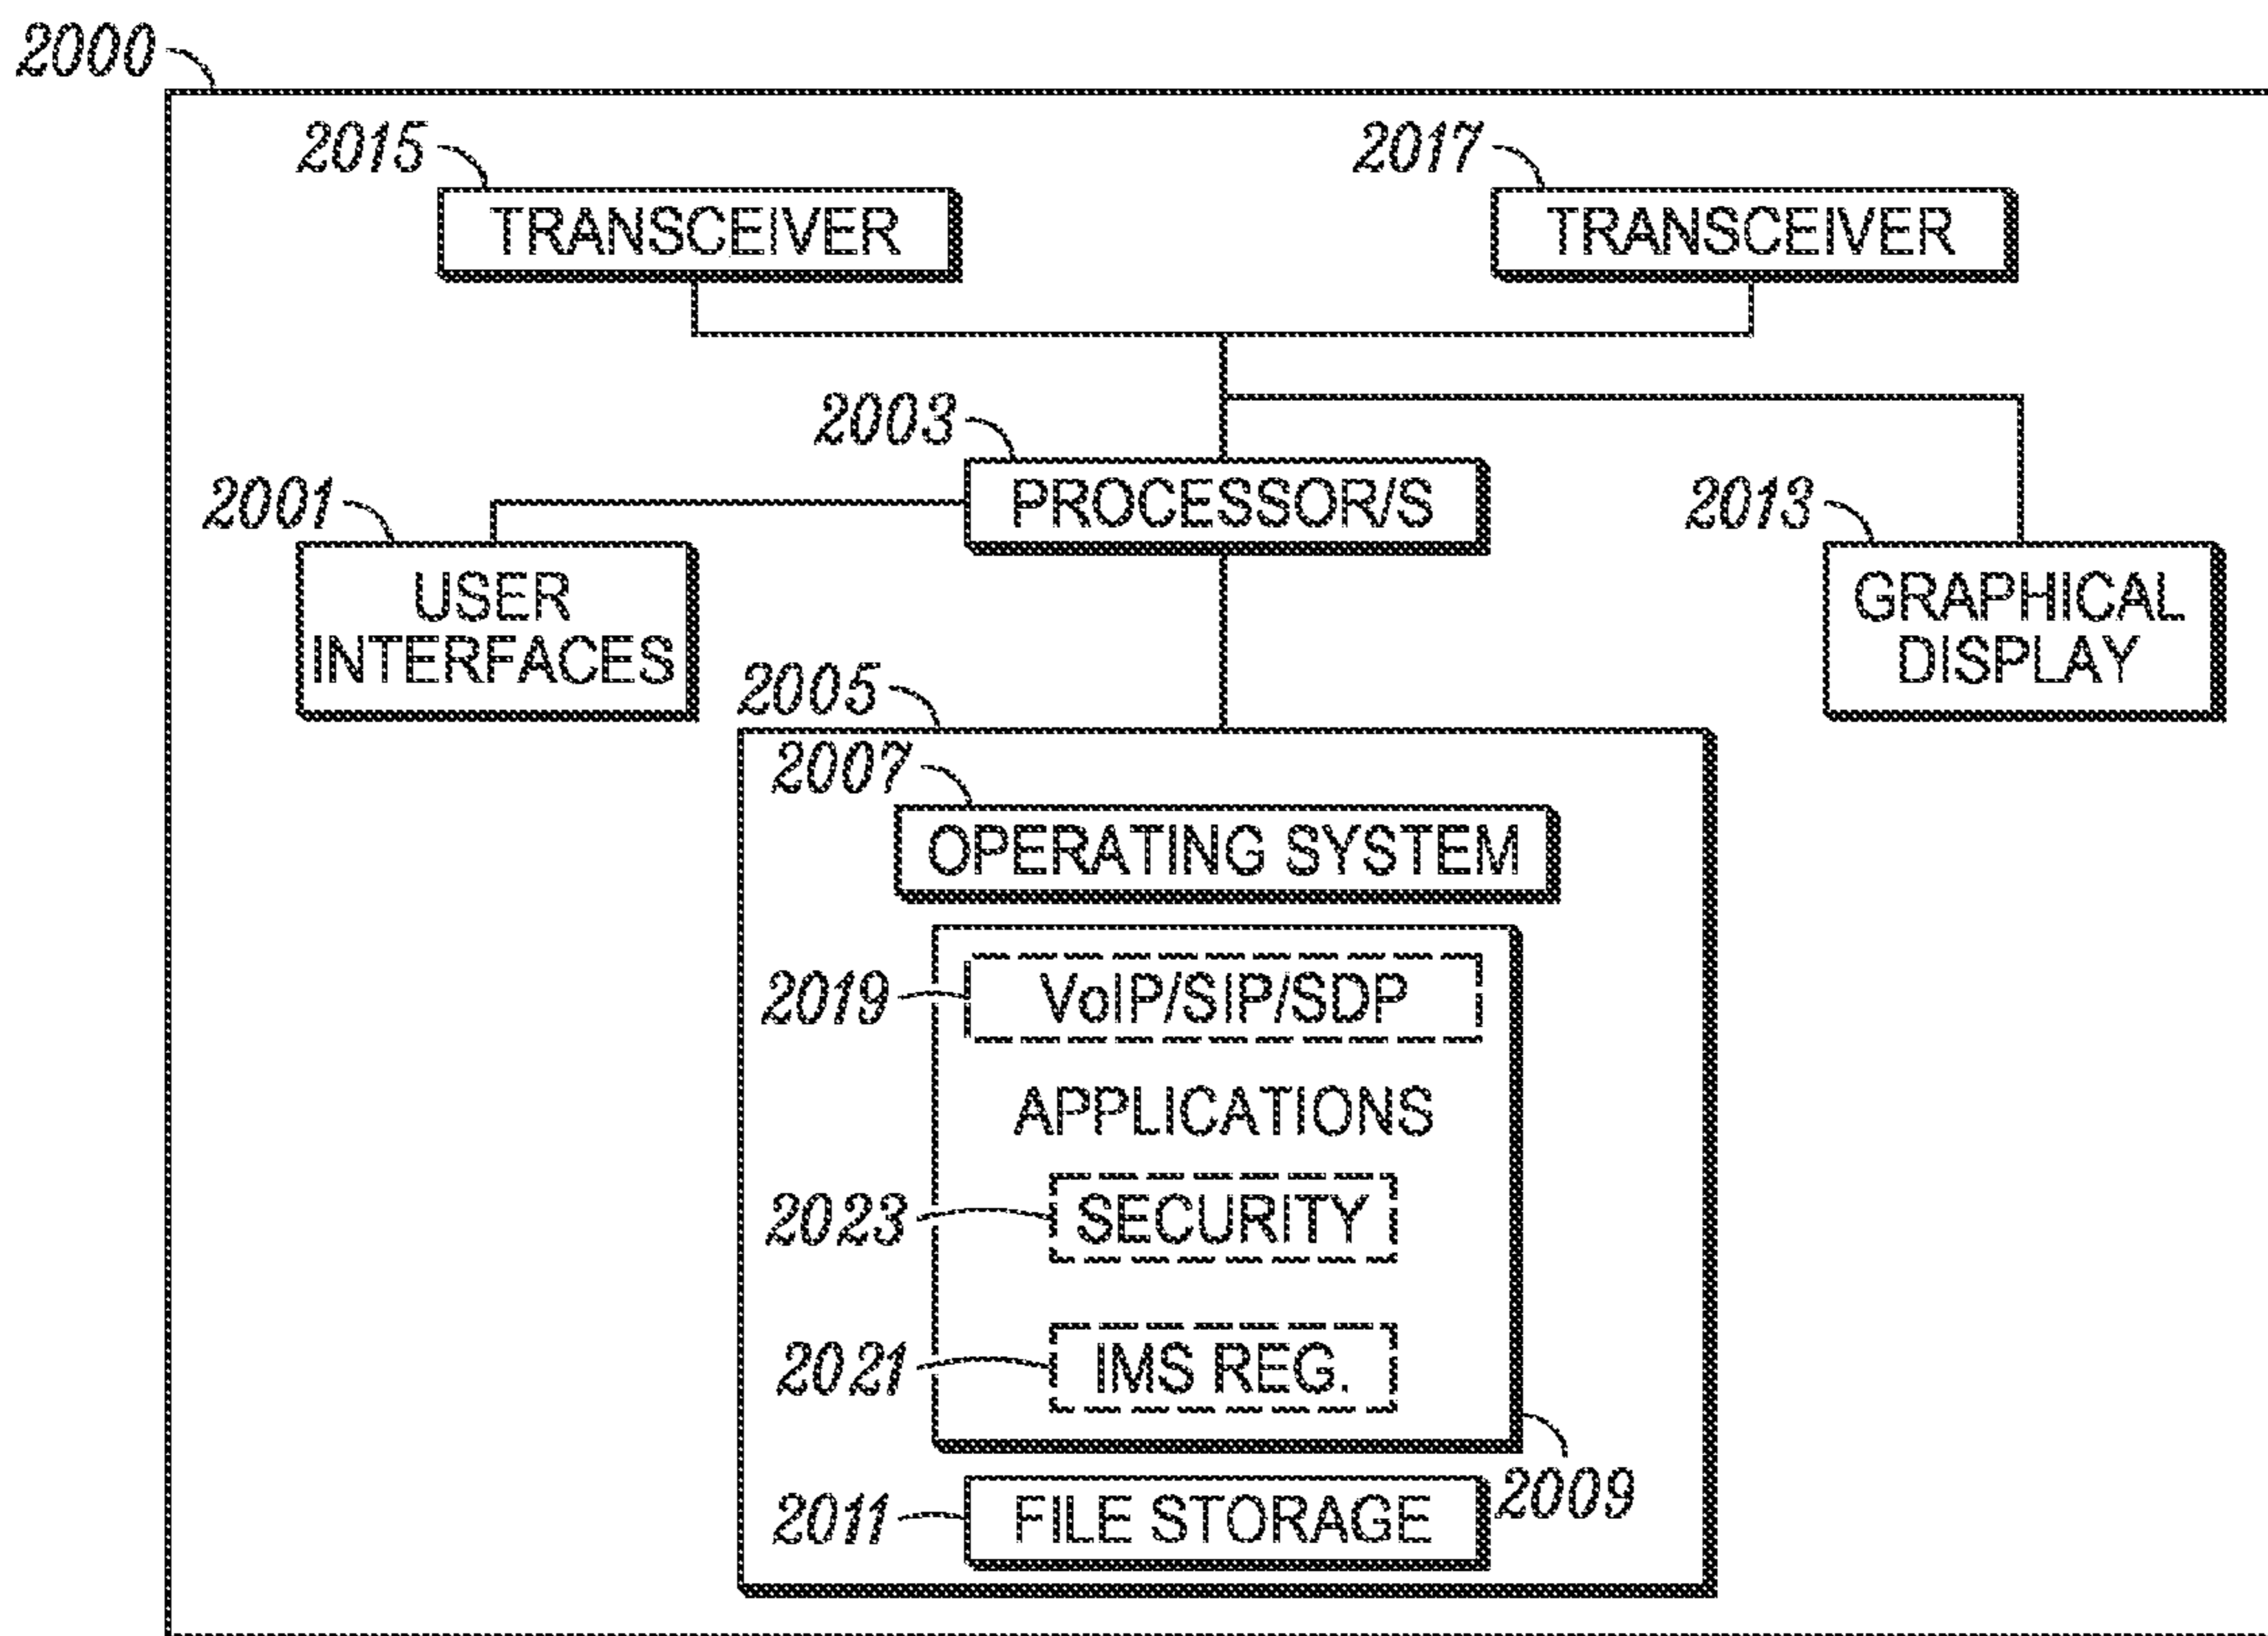 2000
2015
2017
TRANSCEIVER
TRANSCEIVER
2003
PROCESSOR/S
2001
2013
USER
INTERFACES
GRAPHICAL
DISPLAY
2005
2007
OPERATING SYSTEM
2019
VoIP/SIP/SDP
APPLICATIONS
2023
SECURITY
2021
IMS REG.
2009
2011
FILE STORAGE